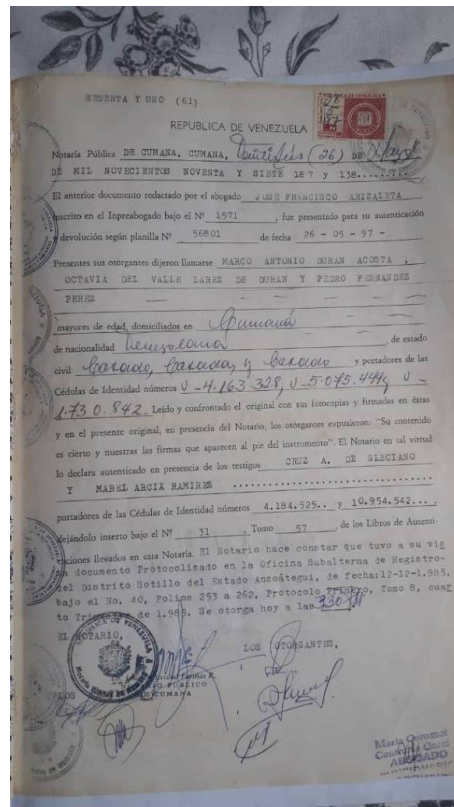 SESENTA Y UNO (61)
REPUBLICA DE VENEZUELA
Notaría Pública DE CUMANA, CUMANA, Veintiséis (26) DE Mayo
DE MIL NOVECIENTOS NOVENTA Y SIETE 187 y 138.......
El anterior documento redactado por el abogado JOSE FRANCISCO ARIZALETA
inscrito en el Inpreabogado bajo el Nº 1571 , fue presentado para su autenticación
y devolución según planilla Nº 56801 de fecha 26 - 05 - 97 -
Presentes sus otorgantes dijeron llamarse MARCO ANTONIO DURAN ACOSTA ,
OCTAVIA DEL VALLE LAREZ DE DURAN Y PEDRO FERNANDEZ
PEREZ
mayores de edad, domiciliados en Cumaná
de nacionalidad Venezolana , de estado
civil Casado, Casada, y Casado y portadores de las
Cédulas de Identidad números V-4.163.328, V-5.075.449, V-
1.730.842. Leído y confrontado el original con sus fotocopias y firmadas en éstas
y en el presente original, en presencia del Notario, los otorgantes expusieron: "Su contenido
es cierto y nuestras las firmas que aparecen al pie del instrumento". El Notario en tal virtud
lo declara autenticado en presencia de los testigos CRUZ A. DE GLECIANO
Y MABEL ARCIA RAMIREZ
portadores de las Cédulas de Identidad números 4.184.525.. y 10.954.542...,
dejándolo inserto bajo el Nº 31 , Tomo 57 , de los Libros de Autenti-
caciones llevados en esta Notaría. El Notario hace constar que tuvo a su vis
ta documento Protocolizado en la Oficina Subalterna de Registro-
del Distrito Sotillo del Estado Anzoátegui, de fecha:12-12-1.985,
bajo el No. 40, Folios 253 a 262, Protocolo Primero, Tomo 8, cuar
to Trimestre de 1.985. Se otorga hoy a las 3:30 PM
EL NOTARIO,
LOS OTORGANTES,
PUBLICO
CUMANA
LOS
María Coromot
ABOGADO